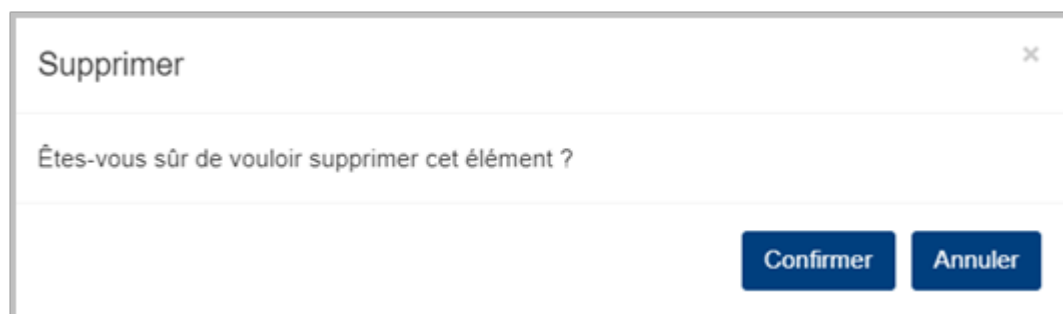 Supprimer
×
Êtes-vous sûr de vouloir supprimer cet élément ?
Confirmer Annuler